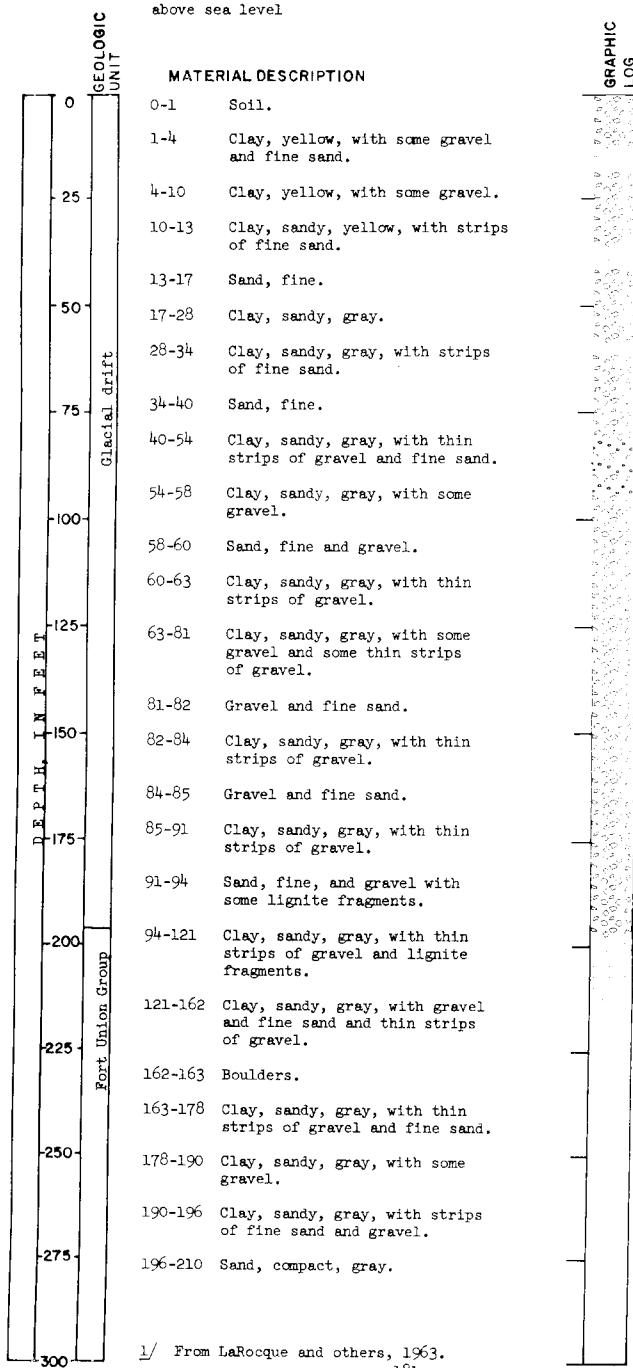 above sea level
GEOLOGIC
UNIT
MATERIAL DESCRIPTION
GRAPHIC
LOG
DEPTH, IN FEET
0
25
50
75
100
125
150
175
200
225
250
275
300
Glacial drift
Fort Union Group
0-1 Soil.
1-4 Clay, yellow, with some gravel
and fine sand.
4-10 Clay, yellow, with some gravel.
10-13 Clay, sandy, yellow, with strips
of fine sand.
13-17 Sand, fine.
17-28 Clay, sandy, gray.
28-34 Clay, sandy, gray, with strips
of fine sand.
34-40 Sand, fine.
40-54 Clay, sandy, gray, with thin
strips of gravel and fine sand.
54-58 Clay, sandy, gray, with some
gravel.
58-60 Sand, fine and gravel.
60-63 Clay, sandy, gray, with thin
strips of gravel.
63-81 Clay, sandy, gray, with some
gravel and some thin strips
of gravel.
81-82 Gravel and fine sand.
82-84 Clay, sandy, gray, with thin
strips of gravel.
84-85 Gravel and fine sand.
85-91 Clay, sandy, gray, with thin
strips of gravel.
91-94 Sand, fine, and gravel with
some lignite fragments.
94-121 Clay, sandy, gray, with thin
strips of gravel and lignite
fragments.
121-162 Clay, sandy, gray, with gravel
and fine sand and thin strips
of gravel.
162-163 Boulders.
163-178 Clay, sandy, gray, with thin
strips of gravel and fine sand.
178-190 Clay, sandy, gray, with some
gravel.
190-196 Clay, sandy, gray, with strips
of fine sand and gravel.
196-210 Sand, compact, gray.
1/ From LaRocque and others, 1963.